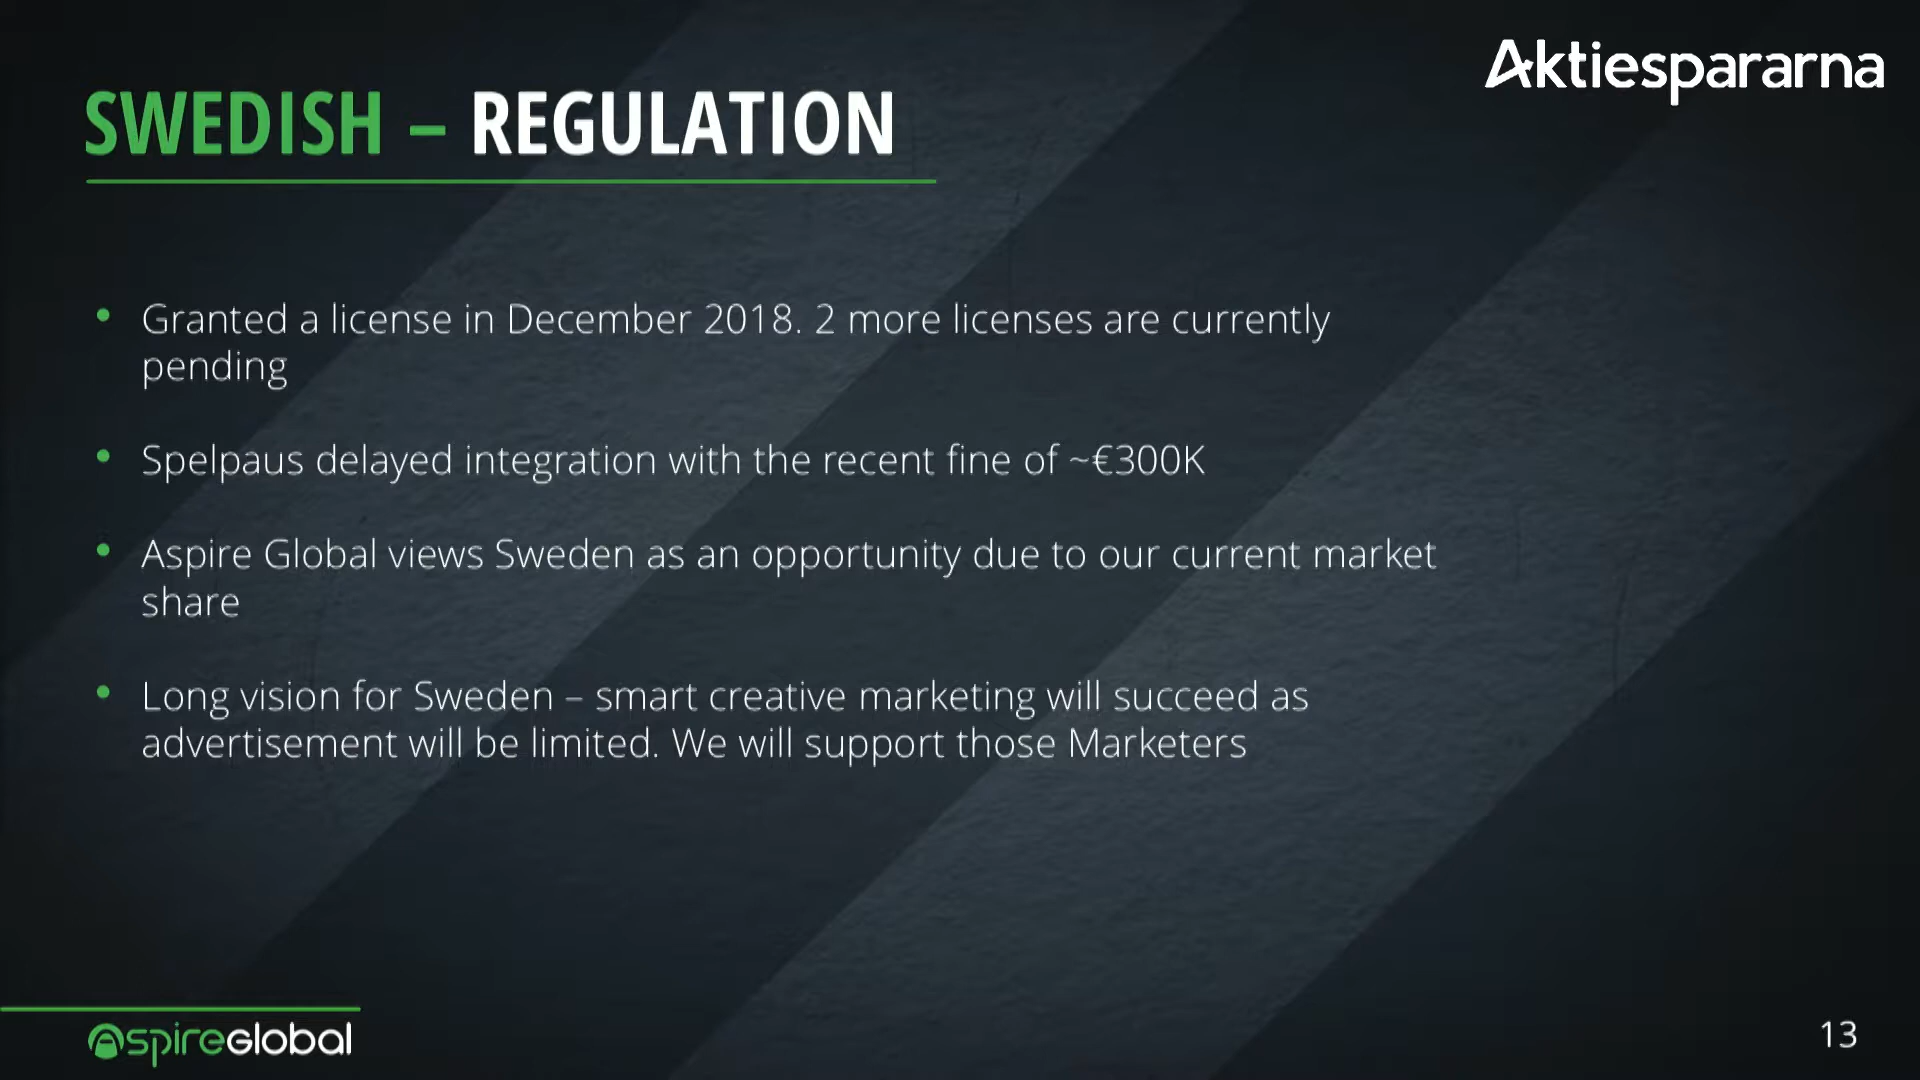 Aktiespararna
SWEDISH – REGULATION
• Granted a license in December 2018. 2 more licenses are currently
pending
• Spelpaus delayed integration with the recent fine of ~€300K
• Aspire Global views Sweden as an opportunity due to our current market
share
• Long vision for Sweden – smart creative marketing will succeed as
advertisement will be limited. We will support those Marketers
AspireGlobal
13